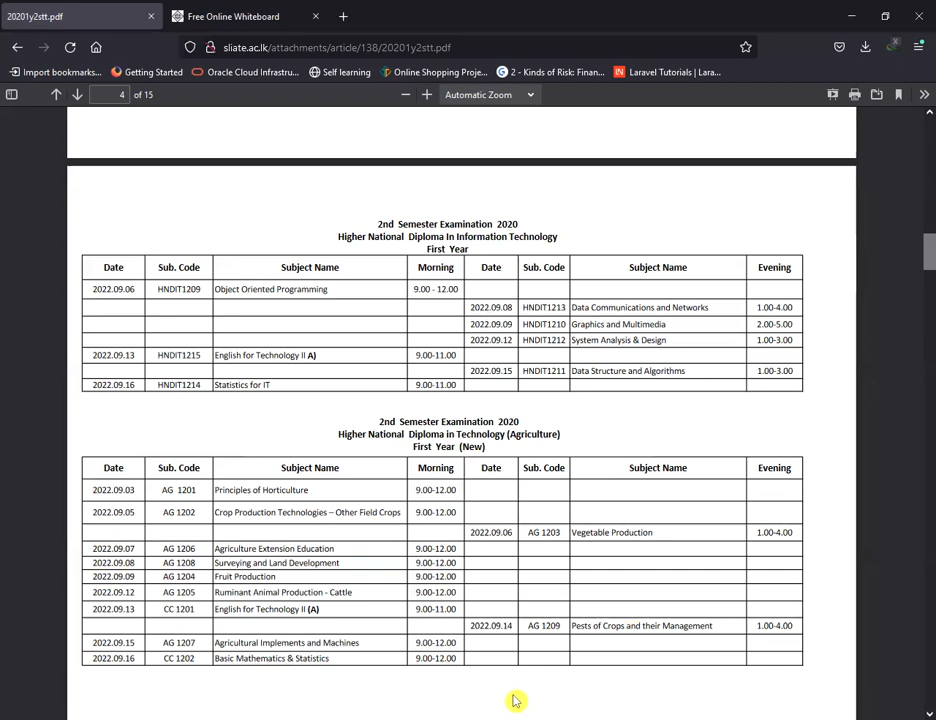 20201y2stt.pdf
Free Online Whiteboard
sliate.ac.lk/attachments/article/138/20201y2stt.pdf
Import bookmarks... Getting Started Oracle Cloud Infrastru... Self learning Online Shopping Proje... 2 - Kinds of Risk: Finan... Laravel Tutorials | Lara...
4 of 15 Automatic Zoom
2nd Semester Examination 2020
Higher National Diploma In Information Technology
First Year
Date Sub. Code Subject Name Morning Date Sub. Code Subject Name Evening
2022.09.06 HNDIT1209 Object Oriented Programming 9.00 - 12.00
2022.09.08 HNDIT1213 Data Communications and Networks 1.00-4.00
2022.09.09 HNDIT1210 Graphics and Multimedia 2.00-5.00
2022.09.12 HNDIT1212 System Analysis & Design 1.00-3.00
2022.09.13 HNDIT1215 English for Technology II A) 9.00-11.00
2022.09.15 HNDIT1211 Data Structure and Algorithms 1.00-3.00
2022.09.16 HNDIT1214 Statistics for IT 9.00-11.00
2nd Semester Examination 2020
Higher National Diploma in Technology (Agriculture)
First Year (New)
Date Sub. Code Subject Name Morning Date Sub. Code Subject Name Evening
2022.09.03 AG 1201 Principles of Horticulture 9.00-12.00
2022.09.05 AG 1202 Crop Production Technologies – Other Field Crops 9.00-12.00
2022.09.06 AG 1203 Vegetable Production 1.00-4.00
2022.09.07 AG 1206 Agriculture Extension Education 9.00-12.00
2022.09.08 AG 1208 Surveying and Land Development 9.00-12.00
2022.09.09 AG 1204 Fruit Production 9.00-12.00
2022.09.12 AG 1205 Ruminant Animal Production - Cattle 9.00-12.00
2022.09.13 CC 1201 English for Technology II (A) 9.00-11.00
2022.09.14 AG 1209 Pests of Crops and their Management 1.00-4.00
2022.09.15 AG 1207 Agricultural Implements and Machines 9.00-12.00
2022.09.16 CC 1202 Basic Mathematics & Statistics 9.00-12.00